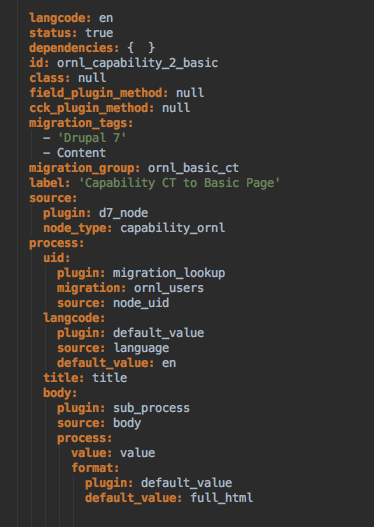 langcode: en
status: true
dependencies: {  }
id: ornl_capability_2_basic
class: null
field_plugin_method: null
cck_plugin_method: null
migration_tags:
  - 'Drupal 7'
  - Content
migration_group: ornl_basic_ct
label: 'Capability CT to Basic Page'
source:
  plugin: d7_node
  node_type: capability_ornl
process:
  uid:
    plugin: migration_lookup
    migration: ornl_users
    source: node_uid
  langcode:
    plugin: default_value
    source: language
    default_value: en
  title: title
  body:
    plugin: sub_process
    source: body
    process:
      value: value
      format:
        plugin: default_value
        default_value: full_html